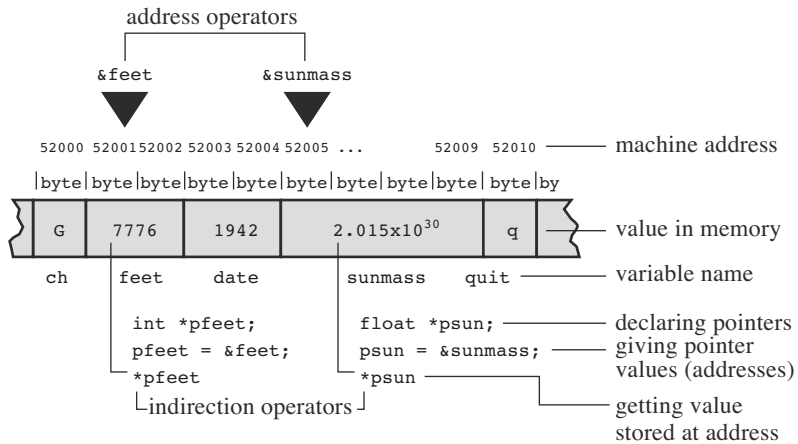 address operators
&feet &sunmass
52000 52001 52002 52003 52004 52005 ... 52009 52010 machine address
|byte|byte|byte|byte|byte|byte|byte|byte|byte|byte|by
G 7776 1942 2.015x10³⁰ q value in memory
ch feet date sunmass quit variable name
int *pfeet; float *psun; declaring pointers
pfeet = &feet; psun = &sunmass; giving pointer
values (addresses)
*pfeet *psun
indirection operators getting value
stored at address